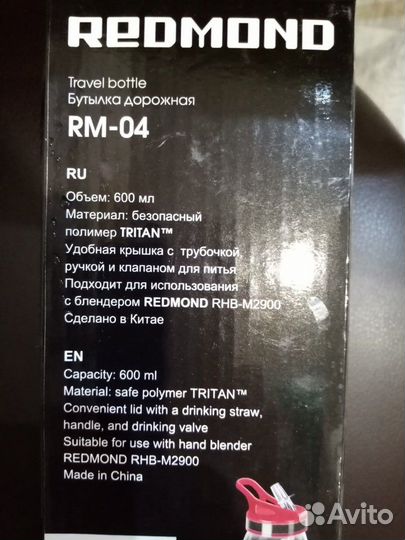 REDMOND
Travel bottle
Бутылка дорожная
RM-04
RU
Объем: 600 мл
Материал: безопасный
полимер TRITAN™
Удобная крышка с трубочкой,
ручкой и клапаном для питья
Подходит для использования
с блендером REDMOND RHB-M2900
Сделано в Китае
EN
Capacity: 600 ml
Material: safe polymer TRITAN™
Convenient lid with a drinking straw,
handle, and drinking valve
Suitable for use with hand blender
REDMOND RHB-M2900
Made in China
Avito